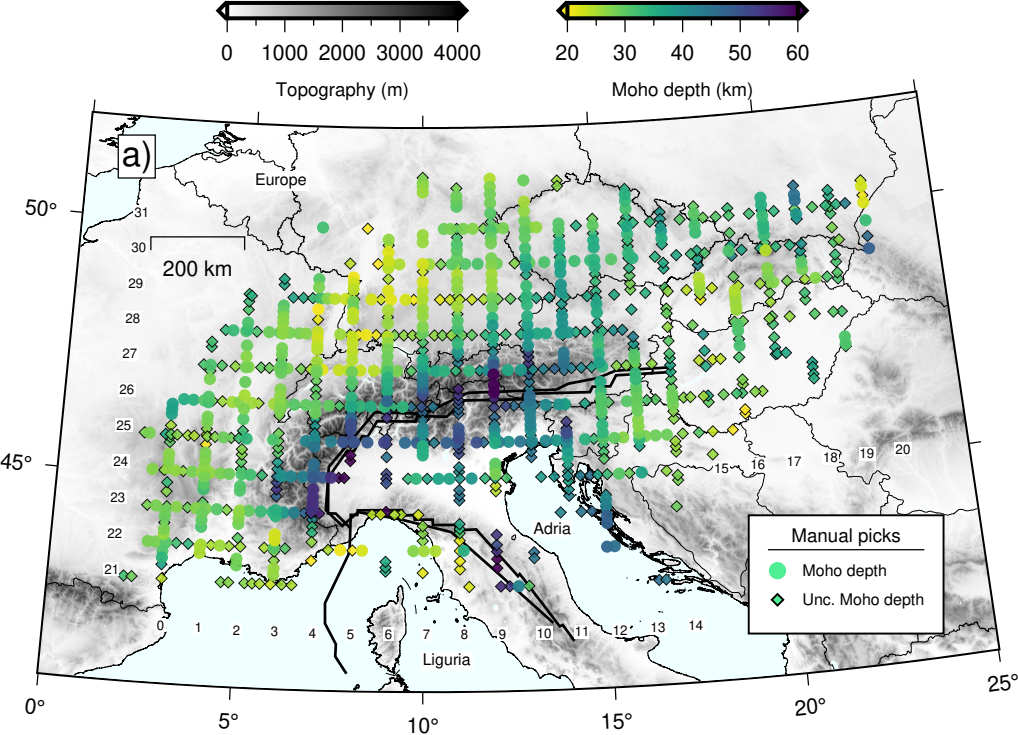 0 1000 2000 3000 4000
Topography (m)
20 30 40 50 60
Moho depth (km)
a)
Europe
50°
31
30
200 km
29
28
27
26
25
45°
24
23
22
21
15 16 17 18 19 20
Adria
Manual picks
Moho depth
Unc. Moho depth
0 1 2 3 4 5 6 7 8 9 10 11 12 13 14
Liguria
0° 5° 10° 15° 20° 25°